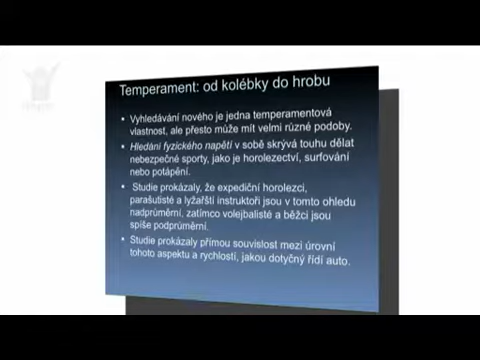 Temperament: od kolébky do hrobu
Vyhledávání nového je jedna temperamentová
vlastnost, ale přesto může mít velmi různé podoby.
Hledání fyzického napětí v sobě skrývá touhu dělat
nebezpečné sporty, jako je horolezectví, surfování
nebo potápění.
Studie prokázaly, že expediční horolezci,
parašutisté a lyžařští instruktoři jsou v tomto ohledu
nadprůměrní, zatímco volejbalisté a běžci jsou
spíše podprůměrní.
Studie prokázaly přímou souvislost mezi úrovní
tohoto aspektu a rychlostí, jakou dotyčný řídí auto.